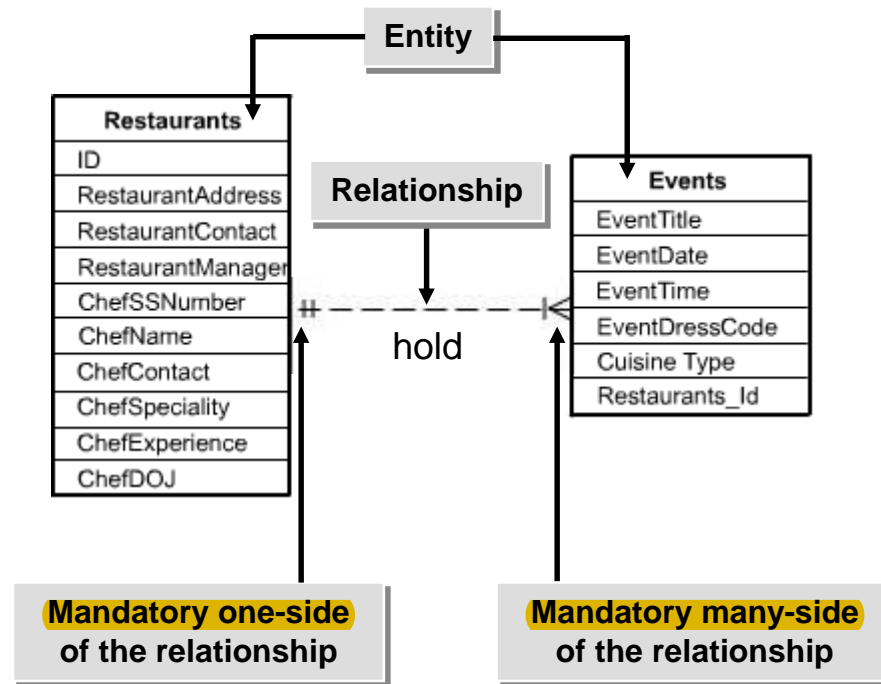 Entity
Restaurants
ID
RestaurantAddress
RestaurantContact
RestaurantManager
ChefSSNumber
ChefName
ChefContact
ChefSpeciality
ChefExperience
ChefDOJ
Relationship
hold
Events
EventTitle
EventDate
EventTime
EventDressCode
Cuisine Type
Restaurants_Id
Mandatory one-side
of the relationship
Mandatory many-side
of the relationship